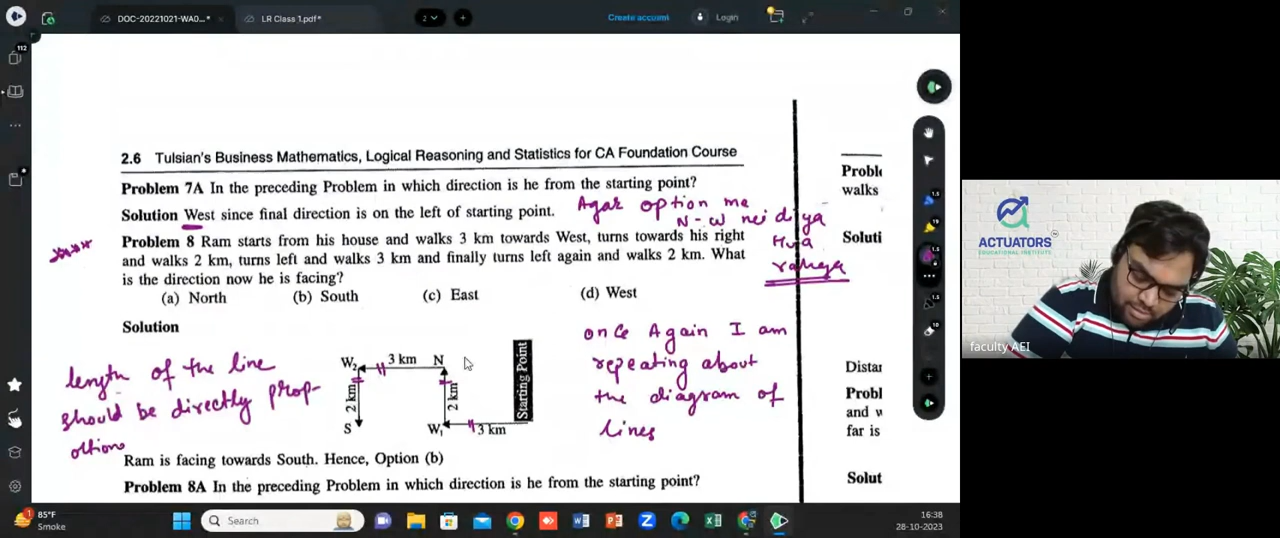 112
DOC-20221021-WA0...*
LR Class 1.pdf*
2
Create account
Login
2.6 Tulsian's Business Mathematics, Logical Reasoning and Statistics for CA Foundation Course
Problem 7A In the preceding Problem in which direction is he from the starting point?
Solution West since final direction is on the left of starting point.
Agar option me
N-W nei diya
Hua
rahega
Problem 8 Ram starts from his house and walks 3 km towards West, turns towards his right
and walks 2 km, turns left and walks 3 km and finally turns left again and walks 2 km. What
is the direction now he is facing?
(a) North (b) South (c) East (d) West
Solution
length of the line
should be directly prop-
ortion
W2 3 km N
2 km 2 km
S W1 3 km
Starting Point
once Again I am
repeating about
the diagram of
lines
Ram is facing towards South. Hence, Option (b)
Problem 8A In the preceding Problem in which direction is he from the starting point?
Proble
walks
Soluti
Distar
Probl
and w
far is
Solut
ACTUATORS
EDUCATIONAL INSTITUTE
faculty AEI
85°F
Smoke
Search
16:38
28-10-2023